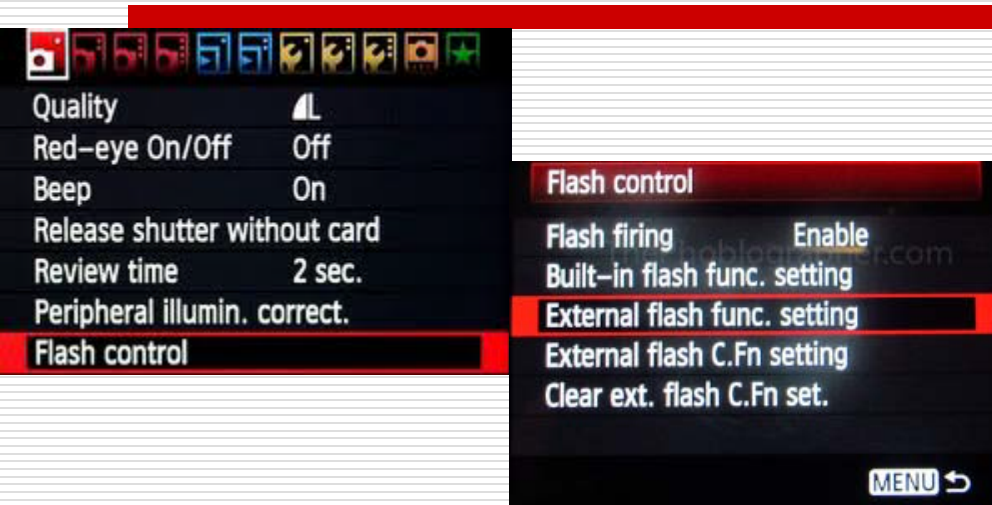 Quality L
Red-eye On/Off Off
Beep On
Release shutter without card
Review time 2 sec.
Peripheral illumin. correct.
Flash control
Flash control
Flash firing Enable
Built-in flash func. setting
External flash func. setting
External flash C.Fn setting
Clear ext. flash C.Fn set.
MENU